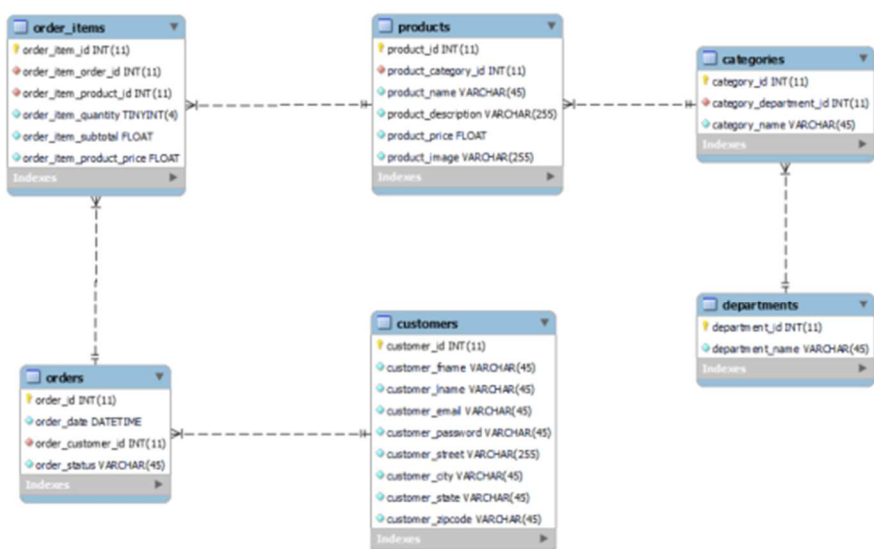 order_items
order_item_id INT(11)
order_item_order_id INT(11)
order_item_product_id INT(11)
order_item_quantity TINYINT(4)
order_item_subtotal FLOAT
order_item_product_price FLOAT
Indexes
products
product_id INT(11)
product_category_id INT(11)
product_name VARCHAR(45)
product_description VARCHAR(255)
product_price FLOAT
product_image VARCHAR(255)
Indexes
categories
category_id INT(11)
category_department_id INT(11)
category_name VARCHAR(45)
Indexes
departments
department_id INT(11)
department_name VARCHAR(45)
Indexes
customers
customer_id INT(11)
customer_fname VARCHAR(45)
customer_lname VARCHAR(45)
customer_email VARCHAR(45)
customer_password VARCHAR(45)
customer_street VARCHAR(255)
customer_city VARCHAR(45)
customer_state VARCHAR(45)
customer_zipcode VARCHAR(45)
Indexes
orders
order_id INT(11)
order_date DATETIME
order_customer_id INT(11)
order_status VARCHAR(45)
Indexes